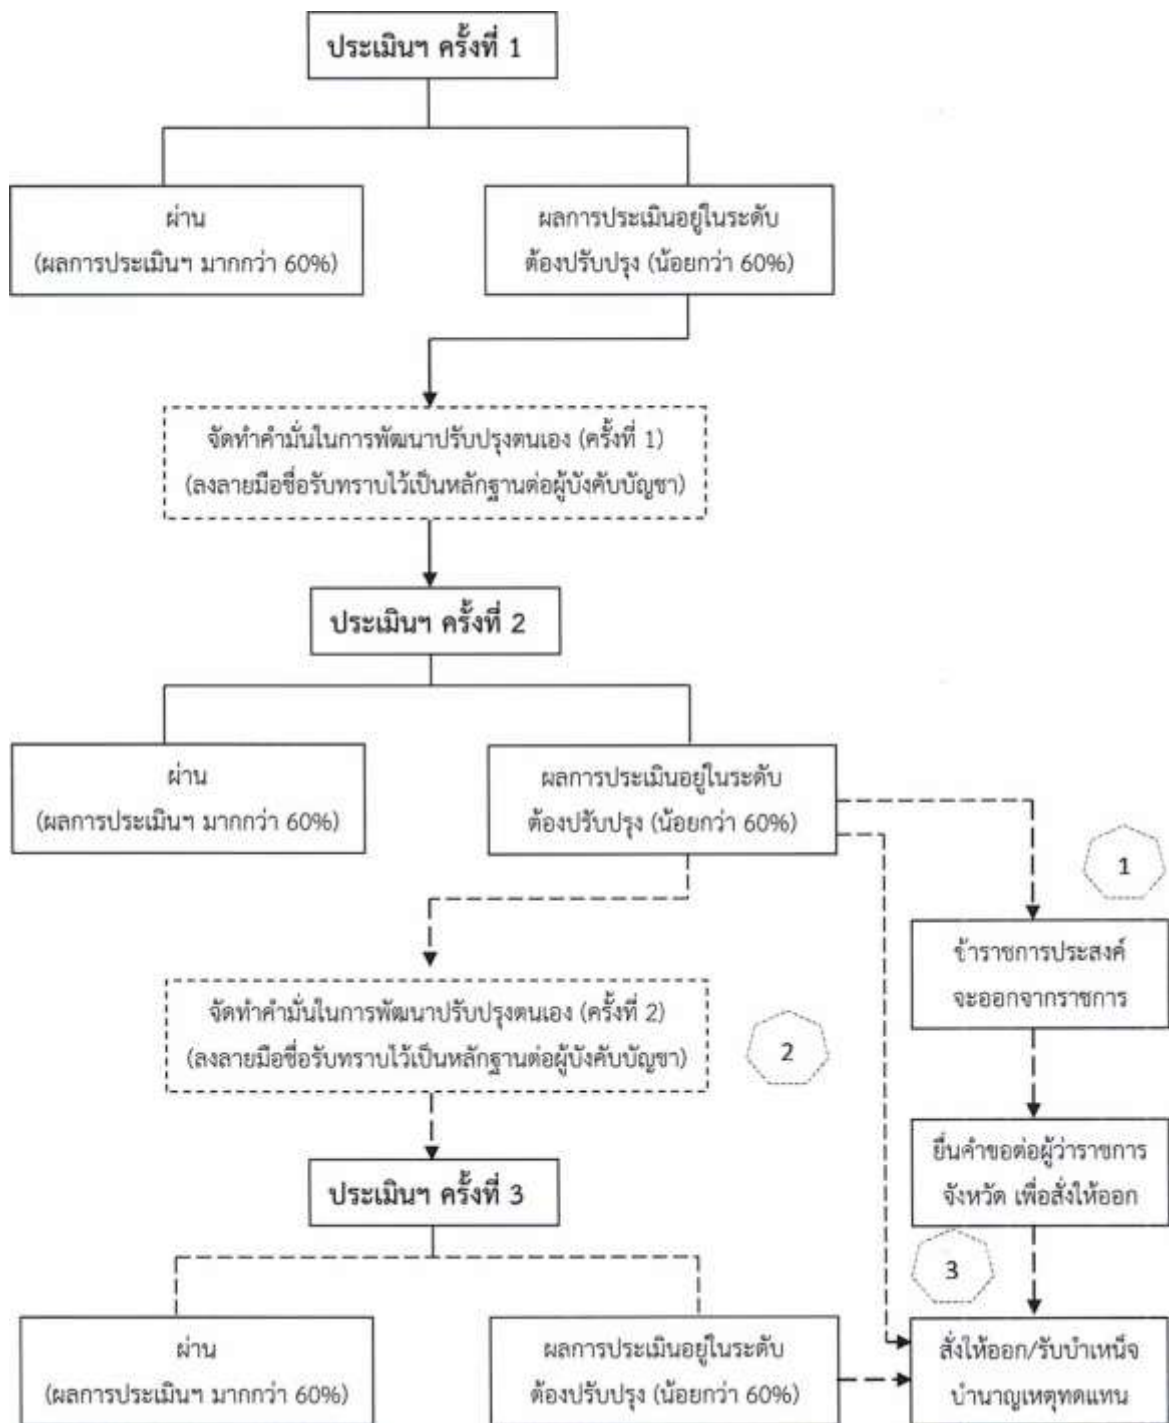 ประเมินฯ ครั้งที่ 1
ผ่าน
(ผลการประเมินฯ มากกว่า 60%)
ผลการประเมินอยู่ในระดับ
ต้องปรับปรุง (น้อยกว่า 60%)
จัดทำคำมั่นในการพัฒนาปรับปรุงตนเอง (ครั้งที่ 1)
(ลงลายมือชื่อรับทราบไว้เป็นหลักฐานต่อผู้บังคับบัญชา)
ประเมินฯ ครั้งที่ 2
ผ่าน
(ผลการประเมินฯ มากกว่า 60%)
ผลการประเมินอยู่ในระดับ
ต้องปรับปรุง (น้อยกว่า 60%)
1
ข้าราชการประสงค์
จะออกจากราชการ
จัดทำคำมั่นในการพัฒนาปรับปรุงตนเอง (ครั้งที่ 2)
(ลงลายมือชื่อรับทราบไว้เป็นหลักฐานต่อผู้บังคับบัญชา)
2
ยื่นคำขอต่อผู้ว่าราชการ
จังหวัด เพื่อสั่งให้ออก
ประเมินฯ ครั้งที่ 3
3
ผ่าน
(ผลการประเมินฯ มากกว่า 60%)
ผลการประเมินอยู่ในระดับ
ต้องปรับปรุง (น้อยกว่า 60%)
สั่งให้ออก/รับบำเหน็จ
บำนาญเหตุทดแทน